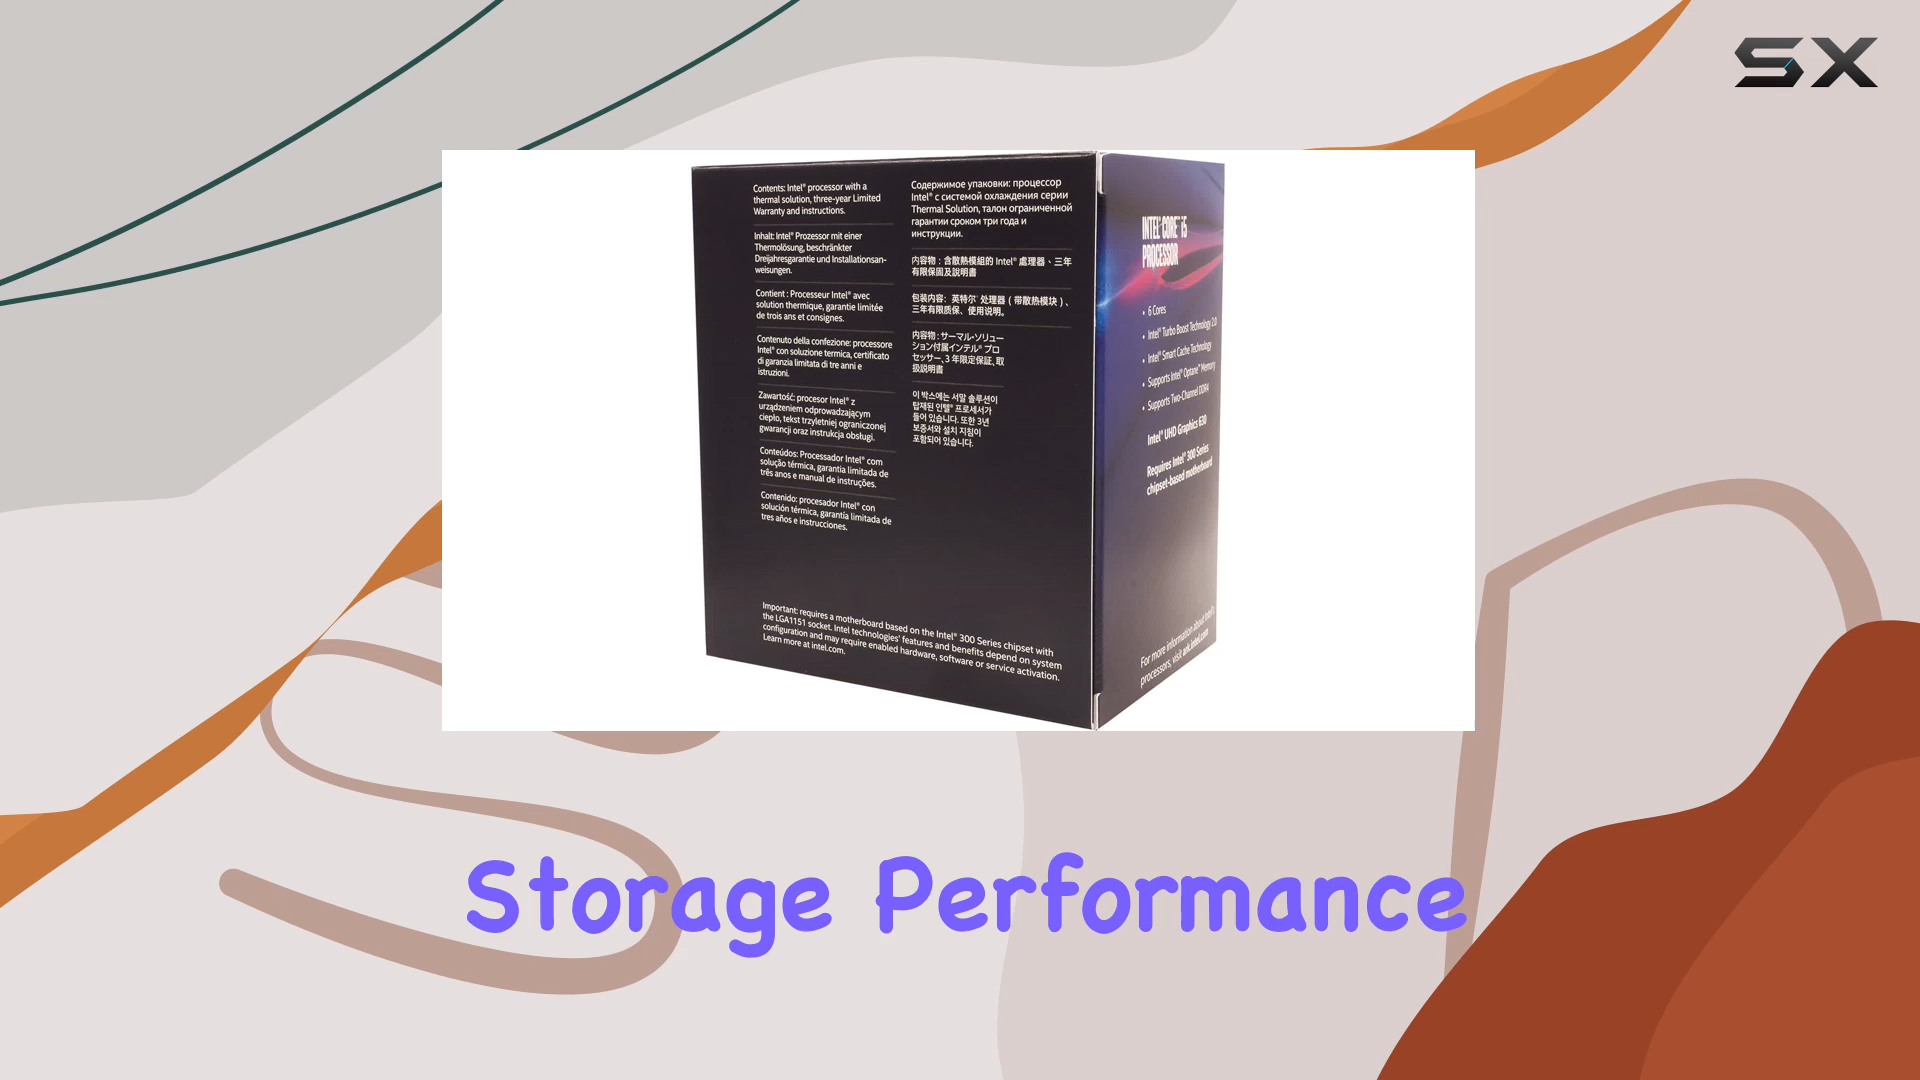 SX
Contents: Intel® processor with a
thermal solution, three-year Limited
Warranty and instructions.
Inhalt: Intel® Prozessor mit einer
Thermolösung, beschränkter
Dreijahresgarantie und Installationsan-
weisungen.
Contient : Processeur Intel® avec
solution thermique, garantie limitée
de trois ans et consignes.
Contenuto della confezione: processore
Intel® con soluzione termica, certificato
di garanzia limitata di tre anni e
istruzioni.
Zawartość: procesor Intel® z
urządzeniem odprowadzającym
ciepło, tekst trzyletniej ograniczonej
gwarancji oraz instrukcja obsługi.
Conteúdos: Processador Intel® com
solução térmica, garantia limitada de
três anos e manual de instruções.
Contenido: procesador Intel® con
solución térmica, garantía limitada de
tres años e instrucciones.
Содержимое упаковки: процессор
Intel® с системой охлаждения серии
Thermal Solution, талон ограниченной
гарантии сроком три года и
инструкции.
内容物：含散熱模組的 Intel® 處理器、三年
有限保固及說明書
包装内容：英特尔® 处理器（带散热模块）、
三年有限质保、使用说明。
内容物：サーマル・ソリュー
ション付属インテル® プロ
セッサー、3 年限定保証、取
扱説明書
이 박스에는 서말 솔루션이
탑재된 인텔® 프로세서가
들어 있습니다. 또한 3년
보증서와 설치 지침이
포함되어 있습니다.
Important: requires a motherboard based on the Intel® 300 Series chipset with
the LGA1151 socket. Intel technologies' features and benefits depend on system
configuration and may require enabled hardware, software or service activation.
Learn more at intel.com.
INTEL® CORE™ i5
PROCESSOR
• 6 Cores
• Intel® Turbo Boost Technology 2.0
• Intel® Smart Cache Technology
• Supports Intel® Optane™ Memory
• Supports Two-Channel DDR4
Intel® UHD Graphics 630
Requires Intel® 300 Series
chipset-based motherboard
For more information about Intel's
processors, visit ark.intel.com
Storage Performance